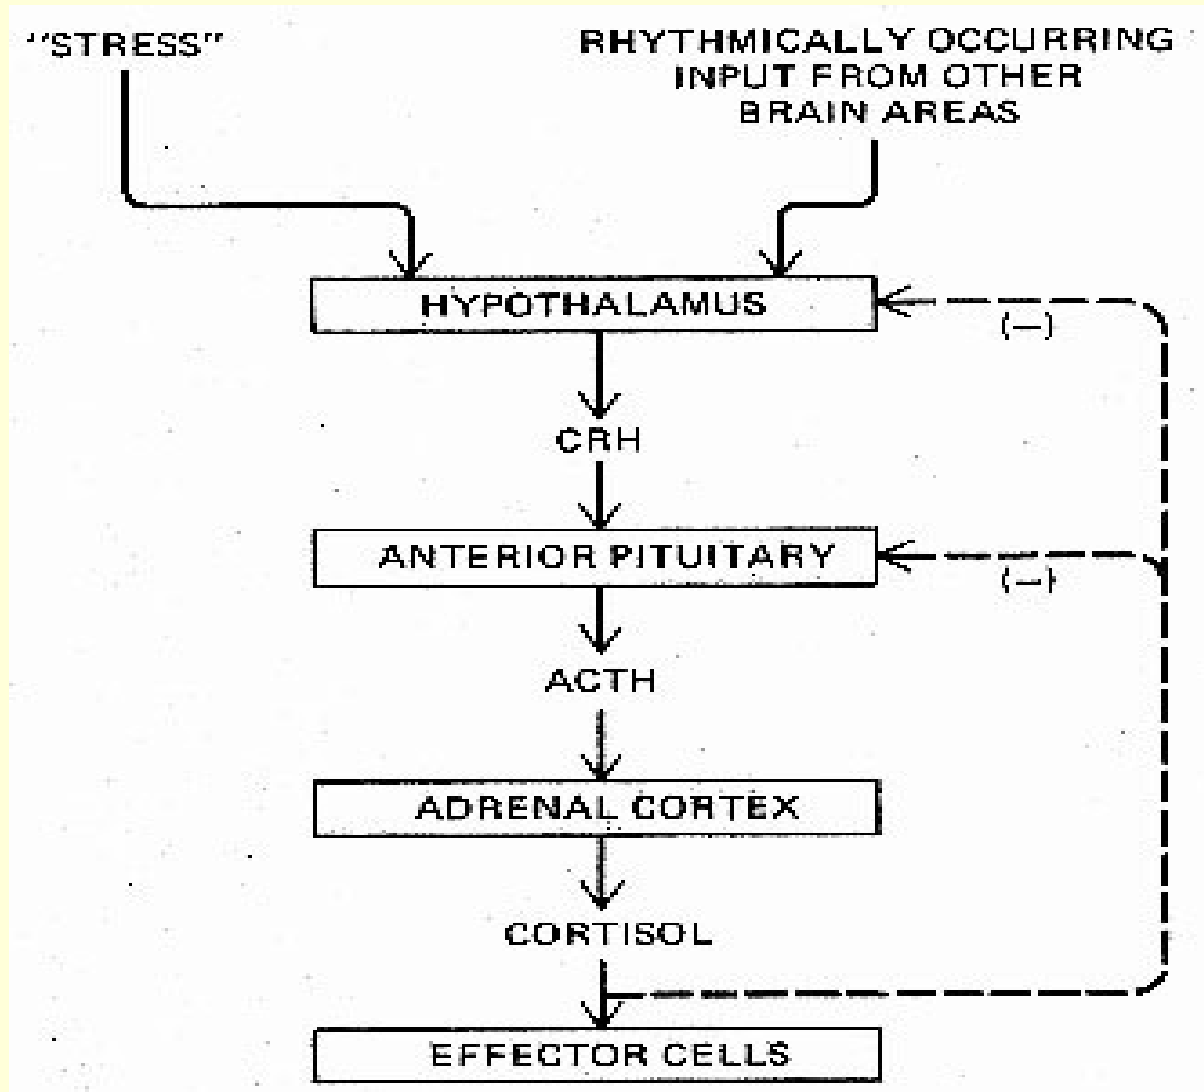 "STRESS"
RHYTHMICALLY OCCURRING
INPUT FROM OTHER
BRAIN AREAS
HYPOTHALAMUS
(—)
CRH
ANTERIOR PITUITARY
(—)
ACTH
ADRENAL CORTEX
CORTISOL
EFFECTOR CELLS